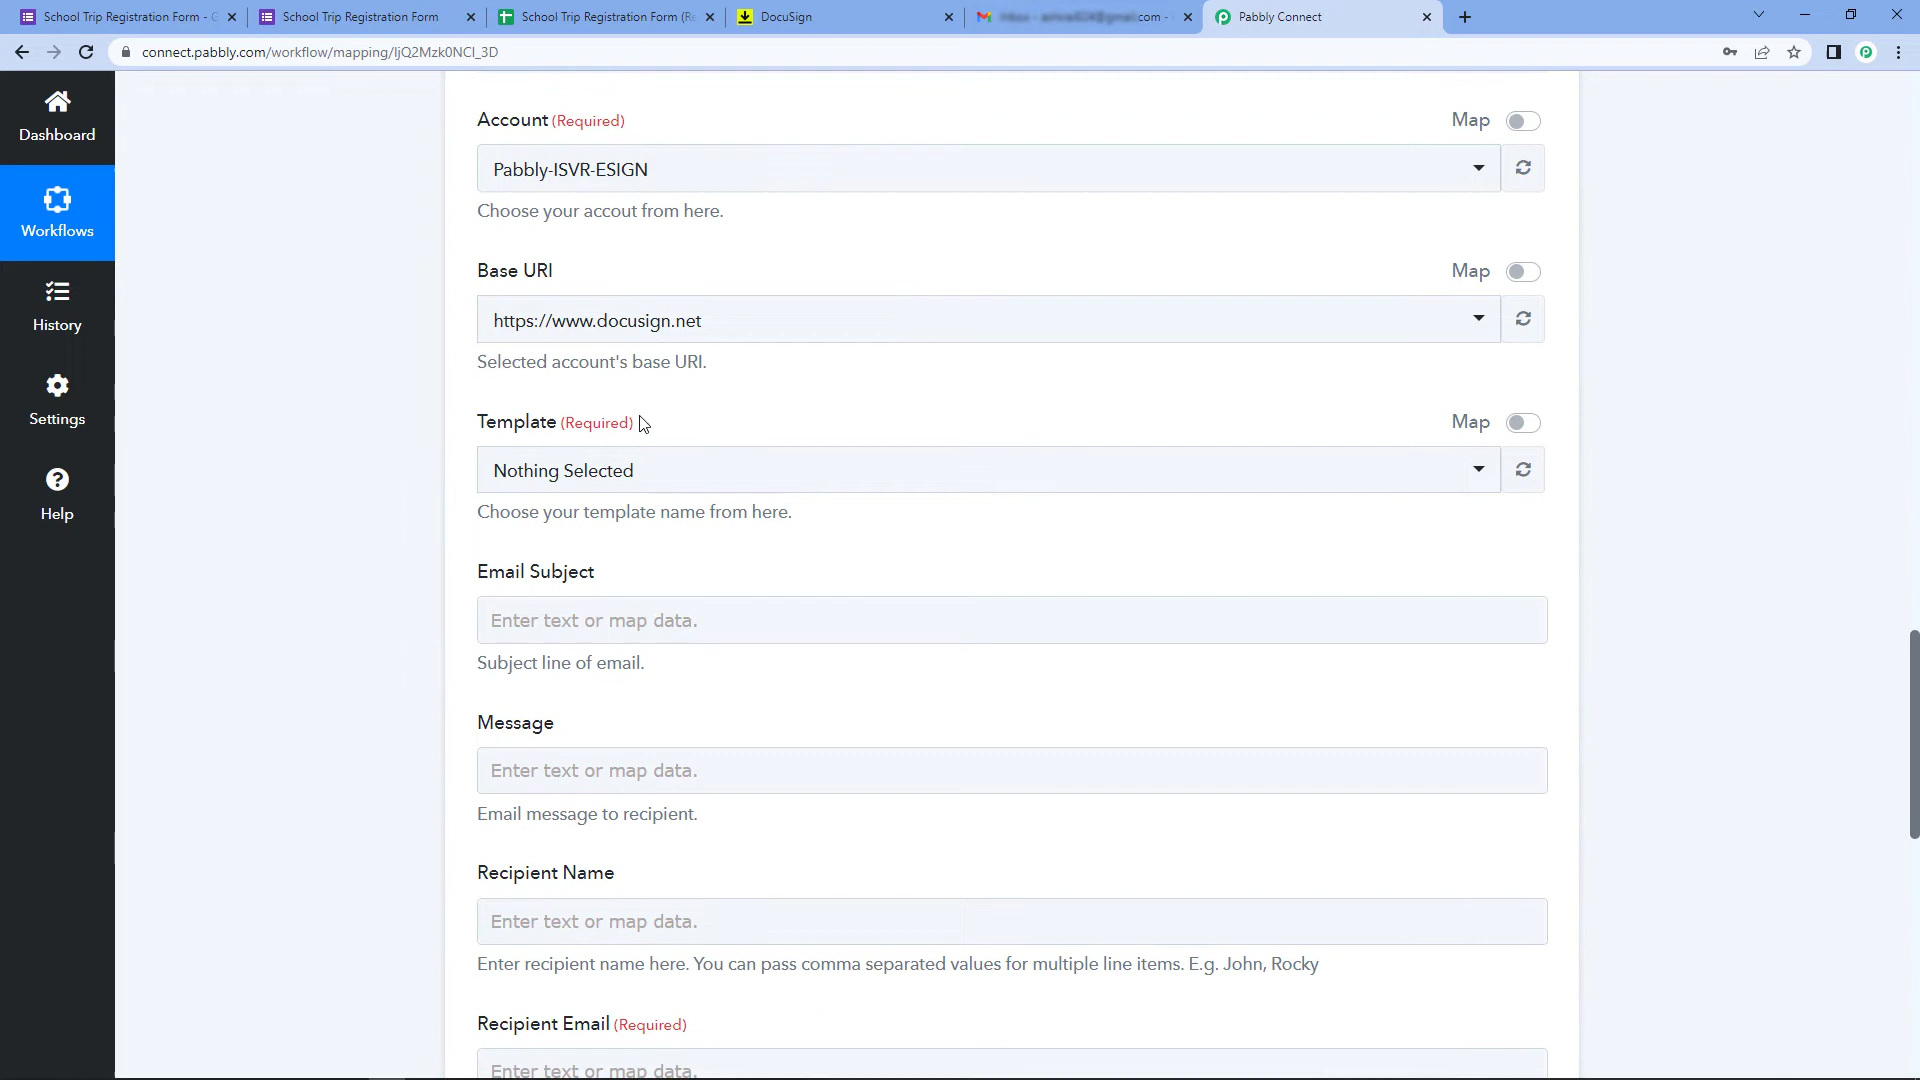 School Trip Registration Form - G
School Trip Registration Form
School Trip Registration Form (Re
DocuSign
Inbox -
.com -
Pabbly Connect
connect.pabbly.com/workflow/mapping/IjQ2Mzk0NCI_3D
Dashboard
Workflows
History
Settings
Help
Account (Required)
Map
Pabbly-ISVR-ESIGN
Choose your accout from here.
Base URI
Map
https://www.docusign.net
Selected account's base URI.
Template (Required)
Map
Nothing Selected
Choose your template name from here.
Email Subject
Enter text or map data.
Subject line of email.
Message
Enter text or map data.
Email message to recipient.
Recipient Name
Enter text or map data.
Enter recipient name here. You can pass comma separated values for multiple line items. E.g. John, Rocky
Recipient Email (Required)
Enter text or map data.